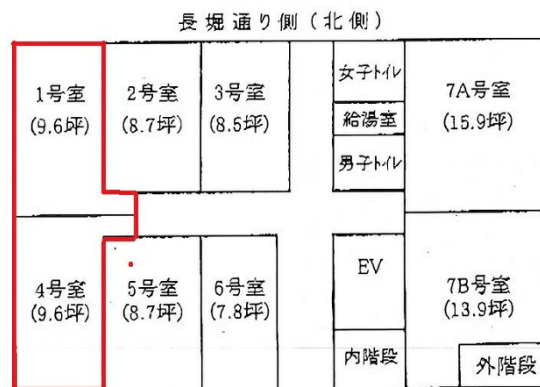 長堀通り側(北側)
1号室
(9.6坪)
2号室
(8.7坪)
3号室
(8.5坪)
女子トイレ
給湯室
男子トイレ
7A号室
(15.9坪)
4号室
(9.6坪)
5号室
(8.7坪)
6号室
(7.8坪)
EV
内階段
7B号室
(13.9坪)
外階段